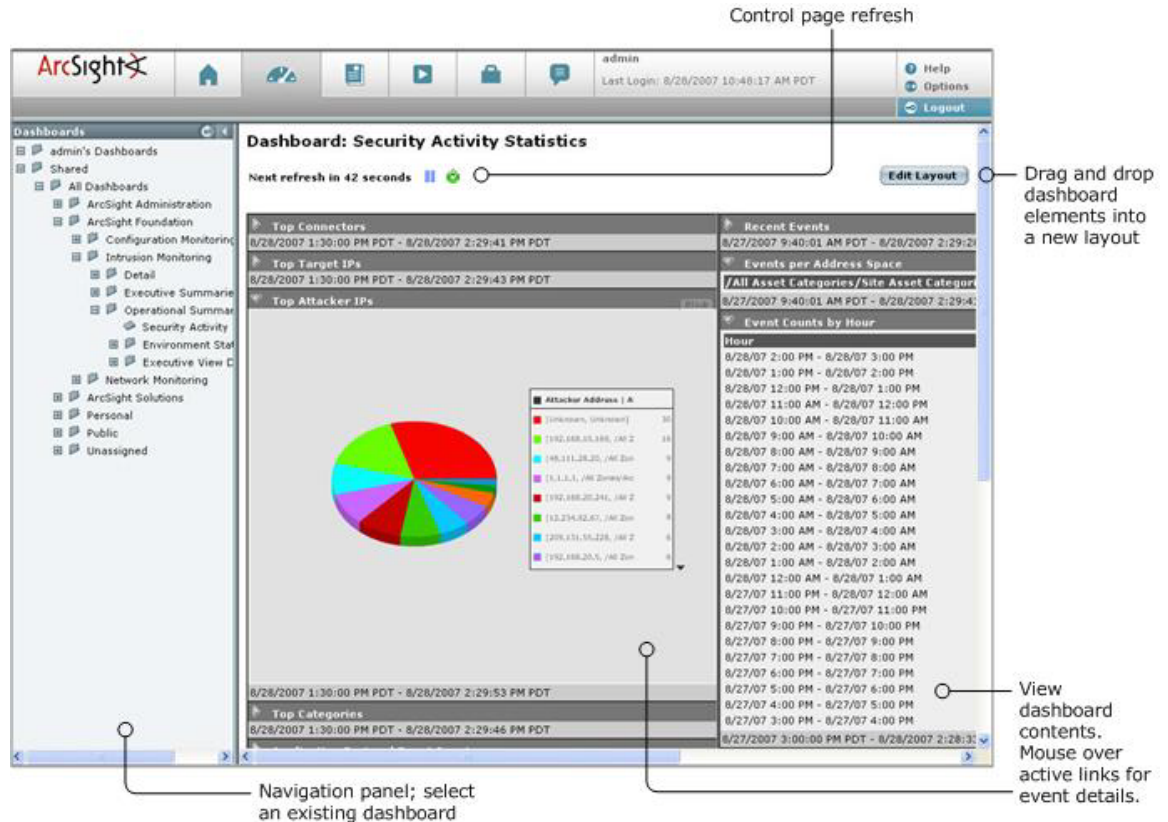 Control page refresh
ArcSight
admin
Last Login: 8/28/2007 10:48:17 AM PDT
Help
Options
Logout
Dashboards
admin's Dashboards
Shared
All Dashboards
ArcSight Administration
ArcSight Foundation
Configuration Monitoring
Intrusion Monitoring
Detail
Executive Summarie
Operational Summar
Security Activity
Environment Stat
Executive View D
Network Monitoring
ArcSight Solutions
Personal
Public
Unassigned
Dashboard: Security Activity Statistics
Next refresh in 42 seconds
Edit Layout
Top Connectors
8/28/2007 1:30:00 PM PDT - 8/28/2007 2:29:41 PM PDT
Top Target IPs
8/28/2007 1:30:00 PM PDT - 8/28/2007 2:29:43 PM PDT
Top Attacker IPs
Attacker Address | A
[Unknown, Unknown] 30
[192.168.20.5, /All Zon 6
8/28/2007 1:30:00 PM PDT - 8/28/2007 2:29:53 PM PDT
Top Categories
8/28/2007 1:30:00 PM PDT - 8/28/2007 2:29:46 PM PDT
Recent Events
8/27/2007 9:40:01 AM PDT - 8/28/2007 2:29:2
Events per Address Space
/All Asset Categories/Site Asset Categori
8/27/2007 9:40:01 AM PDT - 8/28/2007 2:29:4
Event Counts by Hour
Hour
8/28/07 2:00 PM - 8/28/07 3:00 PM
8/28/07 1:00 PM - 8/28/07 2:00 PM
8/28/07 12:00 PM - 8/28/07 1:00 PM
8/28/07 11:00 AM - 8/28/07 12:00 PM
8/28/07 10:00 AM - 8/28/07 11:00 AM
8/28/07 9:00 AM - 8/28/07 10:00 AM
8/28/07 8:00 AM - 8/28/07 9:00 AM
8/28/07 7:00 AM - 8/28/07 8:00 AM
8/28/07 6:00 AM - 8/28/07 7:00 AM
8/28/07 5:00 AM - 8/28/07 6:00 AM
8/28/07 4:00 AM - 8/28/07 5:00 AM
8/28/07 3:00 AM - 8/28/07 4:00 AM
8/28/07 2:00 AM - 8/28/07 3:00 AM
8/28/07 1:00 AM - 8/28/07 2:00 AM
8/28/07 12:00 AM - 8/28/07 1:00 AM
8/27/07 11:00 PM - 8/28/07 12:00 AM
8/27/07 10:00 PM - 8/27/07 11:00 PM
8/27/07 9:00 PM - 8/27/07 10:00 PM
8/27/07 8:00 PM - 8/27/07 9:00 PM
8/27/07 7:00 PM - 8/27/07 8:00 PM
8/27/07 6:00 PM - 8/27/07 7:00 PM
8/27/07 5:00 PM - 8/27/07 6:00 PM
8/27/07 4:00 PM - 8/27/07 5:00 PM
8/27/07 3:00 PM - 8/27/07 4:00 PM
8/27/2007 3:00:00 PM PDT - 8/28/2007 2:28:3
Drag and drop
dashboard
elements into
a new layout
View
dashboard
contents.
Mouse over
active links for
event details.
Navigation panel; select
an existing dashboard